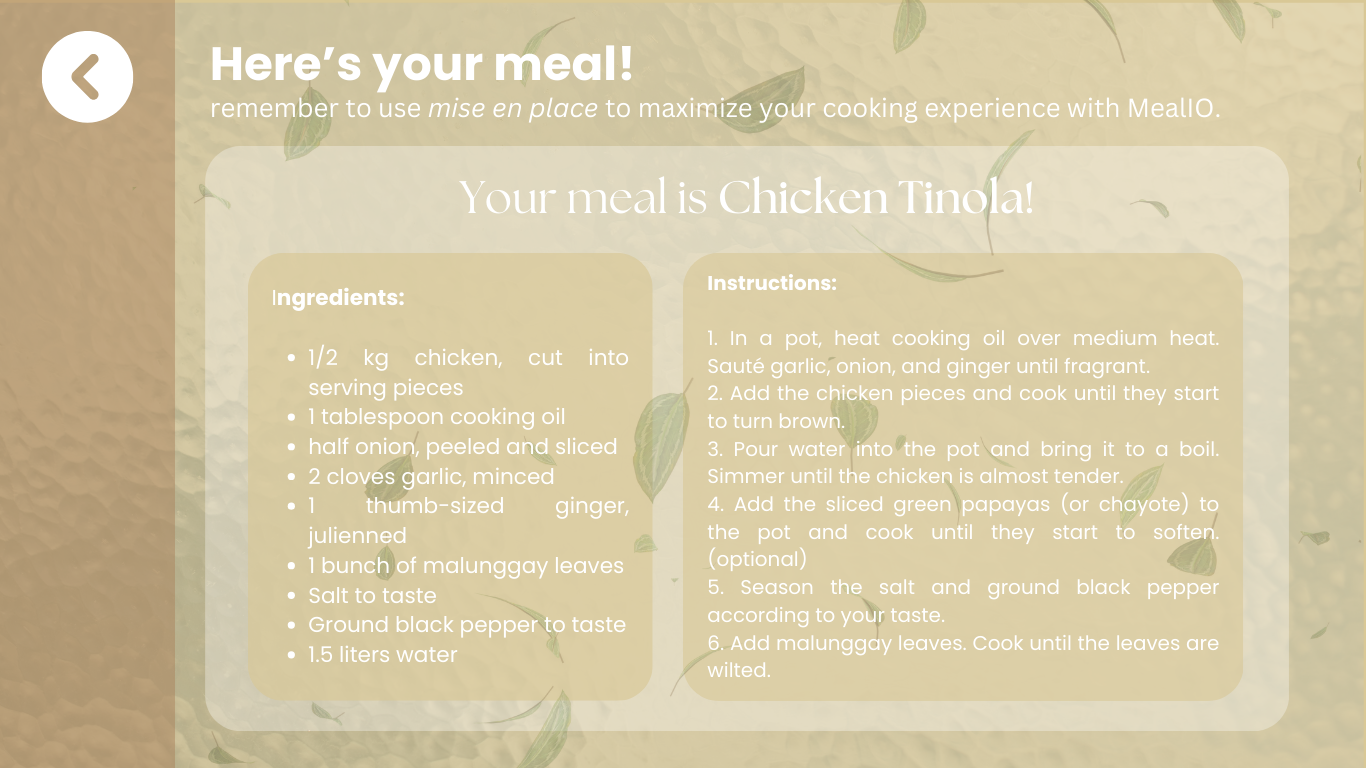 Here’s your meal!
remember to use mise en place to maximize your cooking experience with MealIO.
Your meal is Chicken Tinola!
Ingredients:
• 1/2 kg chicken, cut into
serving pieces
• 1 tablespoon cooking oil
• half onion, peeled and sliced
• 2 cloves garlic, minced
• 1 thumb-sized ginger,
julienned
• 1 bunch of malunggay leaves
• Salt to taste
• Ground black pepper to taste
• 1.5 liters water
Instructions:
1. In a pot, heat cooking oil over medium heat.
Sauté garlic, onion, and ginger until fragrant.
2. Add the chicken pieces and cook until they start
to turn brown.
3. Pour water into the pot and bring it to a boil.
Simmer until the chicken is almost tender.
4. Add the sliced green papayas (or chayote) to
the pot and cook until they start to soften.
(optional)
5. Season the salt and ground black pepper
according to your taste.
6. Add malunggay leaves. Cook until the leaves are
wilted.